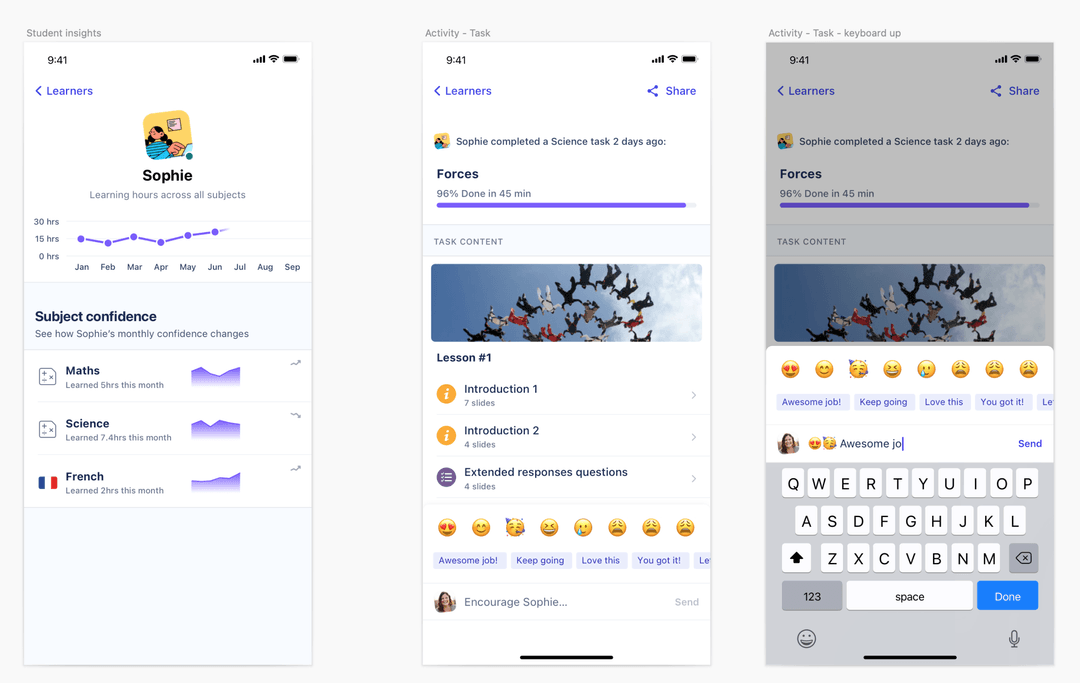 Student insights
9:41
Learners
Sophie
Learning hours across all subjects
30 hrs
15 hrs
0 hrs
Jan Feb Mar Apr May Jun Jul Aug Sep
Subject confidence
See how Sophie's monthly confidence changes
Maths
Learned 5hrs this month
Science
Learned 7.4hrs this month
French
Learned 2hrs this month
Activity - Task
9:41
Learners Share
Sophie completed a Science task 2 days ago:
Forces
96% Done in 45 min
TASK CONTENT
Lesson #1
Introduction 1
7 slides
Introduction 2
4 slides
Extended responses questions
4 slides
Awesome job! Keep going Love this You got it! Le
Encourage Sophie... Send
Activity - Task - keyboard up
9:41
Learners Share
Sophie completed a Science task 2 days ago:
Forces
96% Done in 45 min
TASK CONTENT
Awesome job! Keep going Love this You got it! Le
😍🥳 Awesome jo Send
Q W E R T Y U I O P
A S D F G H J K L
Z X C V B N M
123 space Done